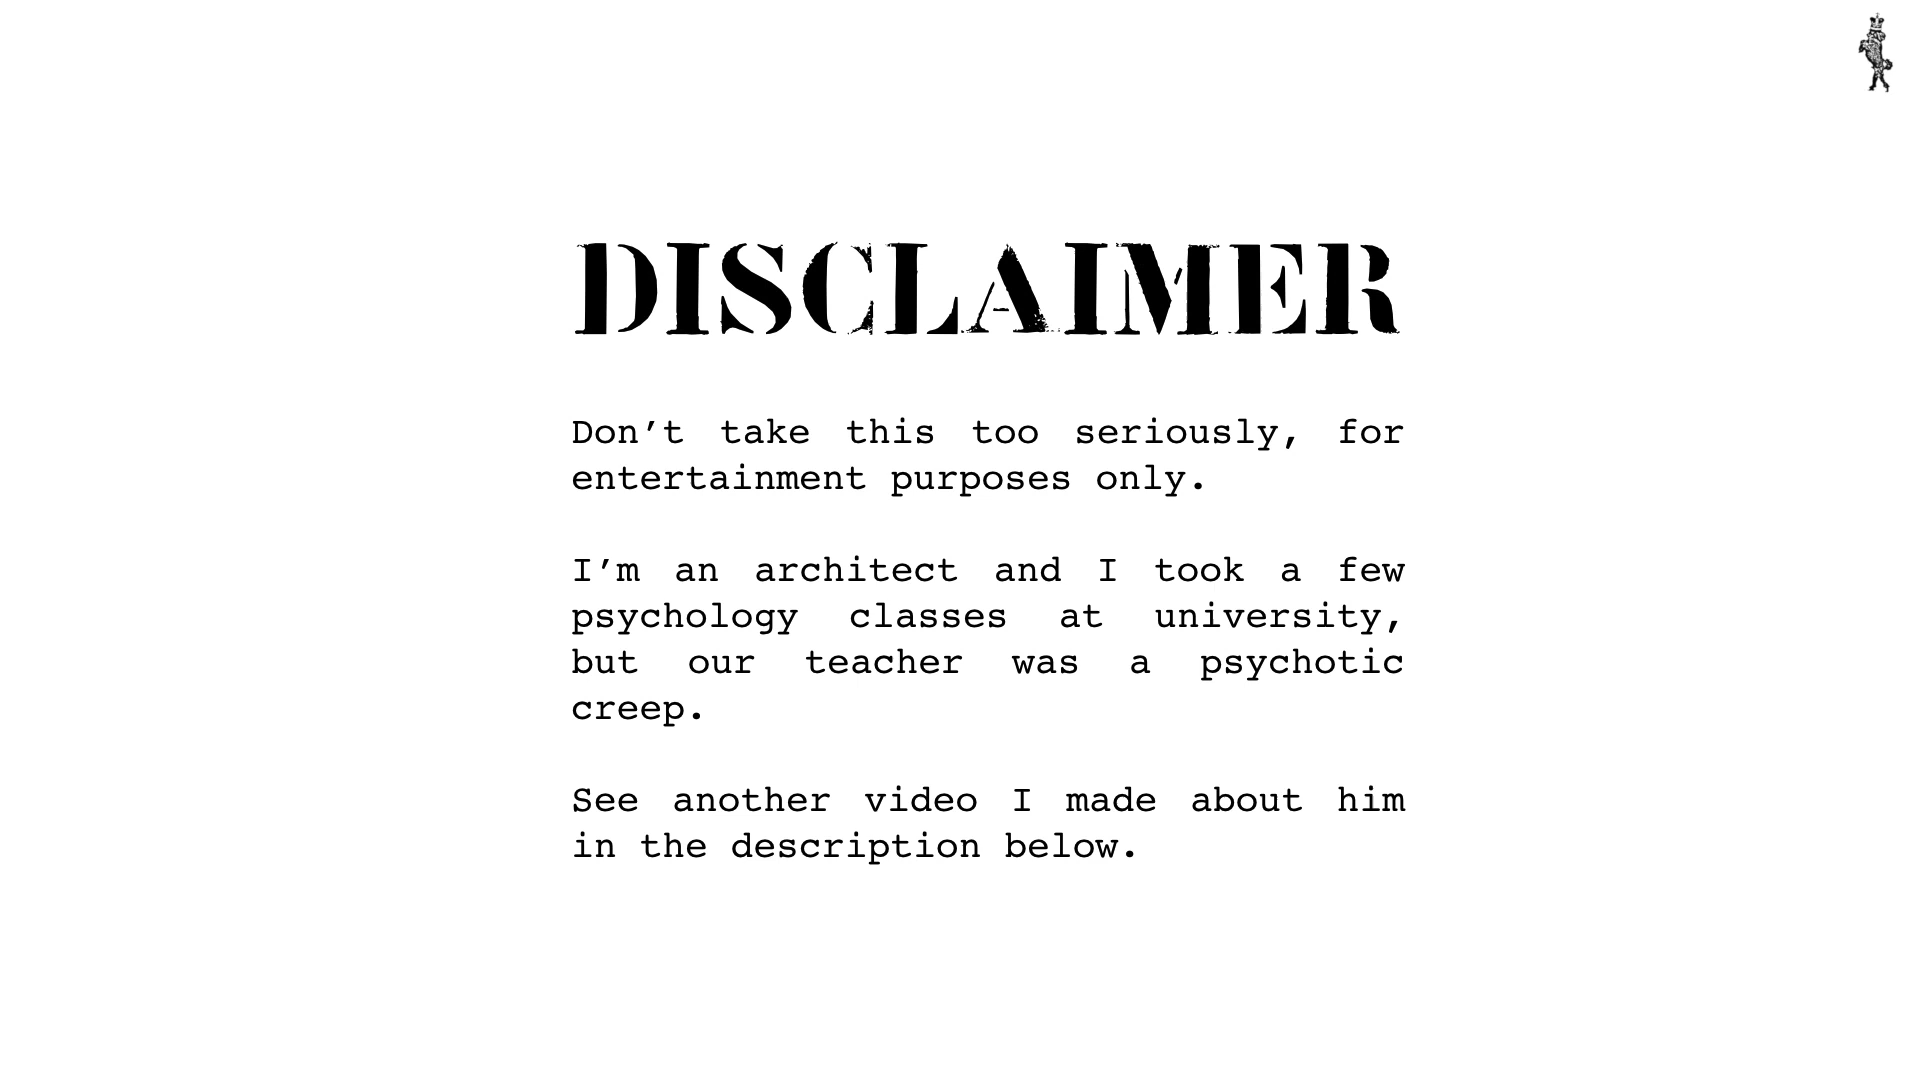 DISCLAIMER
Don’t take this too seriously, for
entertainment purposes only.
I’m an architect and I took a few
psychology classes at university,
but our teacher was a psychotic
creep.
See another video I made about him
in the description below.